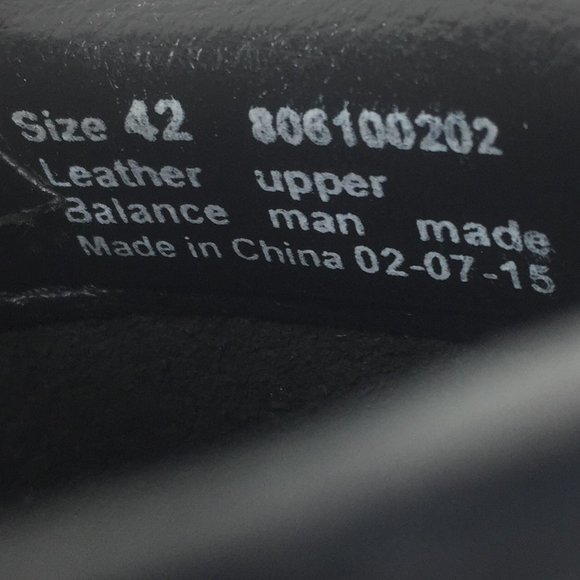 Size 42 806100202
Leather upper
Balance man made
Made in China 02-07-15